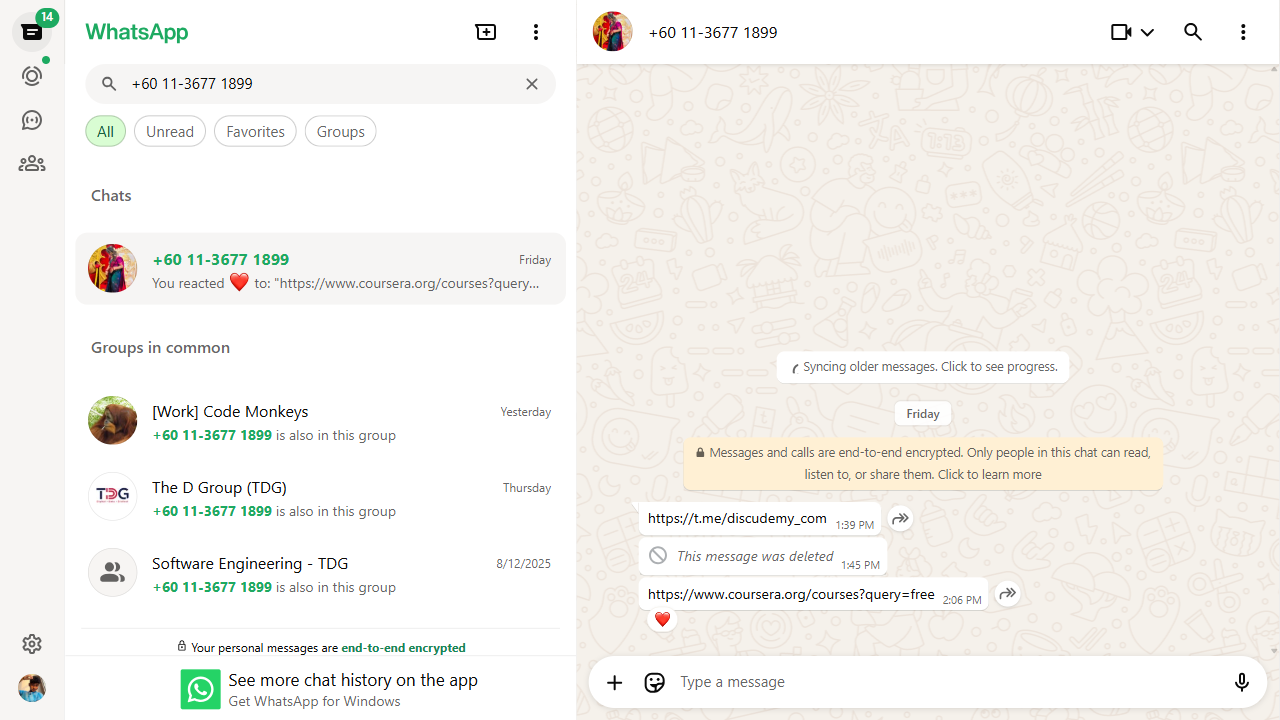 14
WhatsApp
+60 11-3677 1899
All
Unread
Favorites
Groups
Chats
+60 11-3677 1899
Friday
You reacted ❤️ to: "https://www.coursera.org/courses?query...
Groups in common
[Work] Code Monkeys
Yesterday
+60 11-3677 1899 is also in this group
TDG
The D Group (TDG)
Thursday
+60 11-3677 1899 is also in this group
Software Engineering - TDG
8/12/2025
+60 11-3677 1899 is also in this group
Your personal messages are end-to-end encrypted
See more chat history on the app
Get WhatsApp for Windows
+60 11-3677 1899
Syncing older messages. Click to see progress.
Friday
Messages and calls are end-to-end encrypted. Only people in this chat can read,
listen to, or share them. Click to learn more
https://t.me/discudemy_com 1:39 PM
This message was deleted 1:45 PM
https://www.coursera.org/courses?query=free 2:06 PM
❤️
Type a message